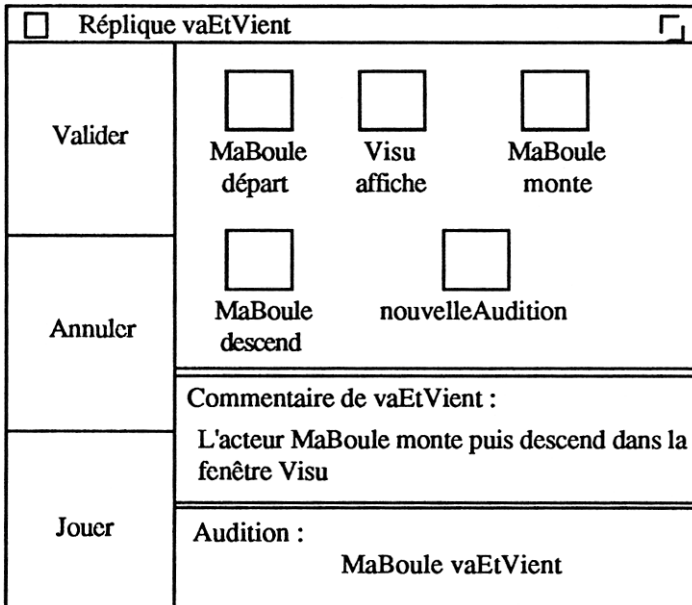 Réplique vaEtVient
Valider
Annuler
Jouer
MaBoule
départ
Visu
affiche
MaBoule
monte
MaBoule
descend
nouvelleAudition
Commentaire de vaEtVient :
L'acteur MaBoule monte puis descend dans la
fenêtre Visu
Audition :
MaBoule vaEtVient